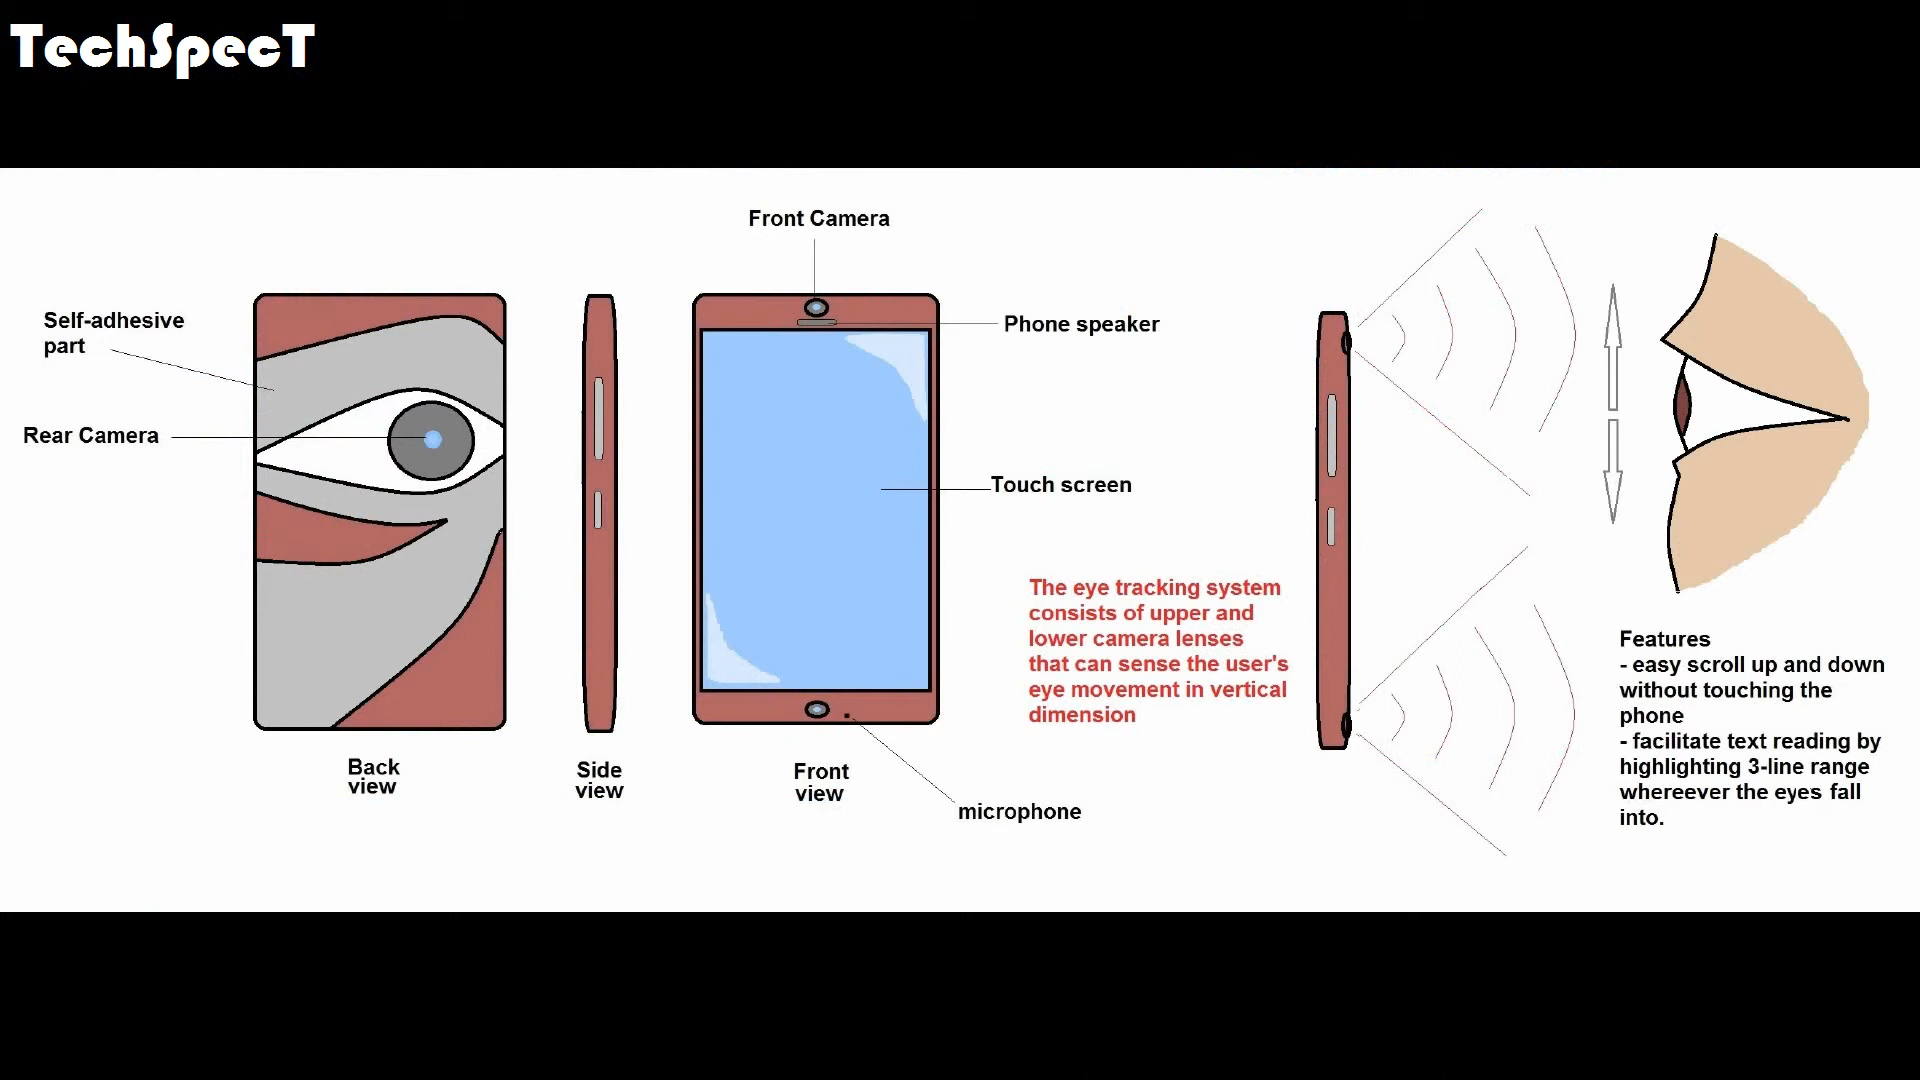 TechSpecT
Front Camera
Self-adhesive
part
Phone speaker
Rear Camera
Touch screen
The eye tracking system
consists of upper and
lower camera lenses
that can sense the user's
eye movement in vertical
dimension
Back
view
Side
view
Front
view
microphone
Features
- easy scroll up and down
without touching the
phone
- facilitate text reading by
highlighting 3-line range
whereever the eyes fall
into.